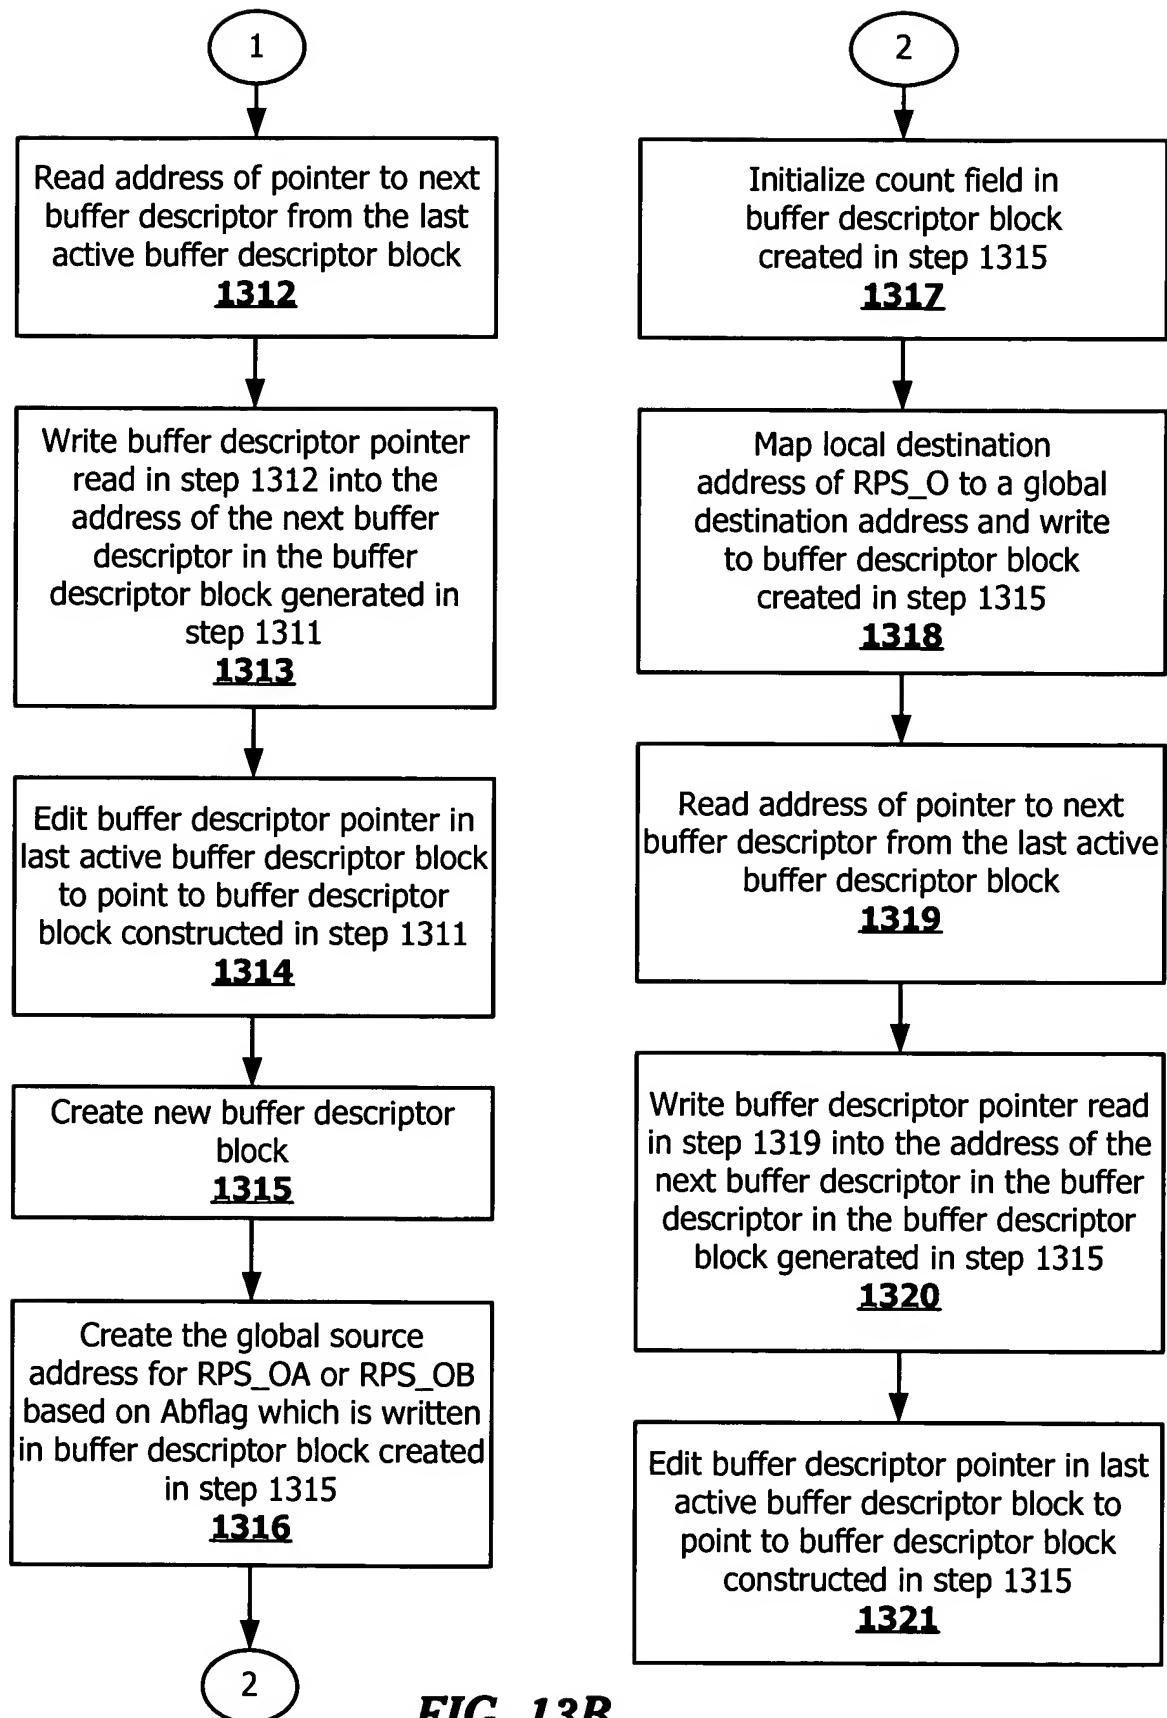 1
Read address of pointer to next
buffer descriptor from the last
active buffer descriptor block
1312
Write buffer descriptor pointer
read in step 1312 into the
address of the next buffer
descriptor in the buffer
descriptor block generated in
step 1311
1313
Edit buffer descriptor pointer in
last active buffer descriptor block
to point to buffer descriptor
block constructed in step 1311
1314
Create new buffer descriptor
block
1315
Create the global source
address for RPS_OA or RPS_OB
based on Abflag which is written
in buffer descriptor block created
in step 1315
1316
2
2
Initialize count field in
buffer descriptor block
created in step 1315
1317
Map local destination
address of RPS_O to a global
destination address and write
to buffer descriptor block
created in step 1315
1318
Read address of pointer to next
buffer descriptor from the last active
buffer descriptor block
1319
Write buffer descriptor pointer read
in step 1319 into the address of the
next buffer descriptor in the buffer
descriptor in the buffer descriptor
block generated in step 1315
1320
Edit buffer descriptor pointer in last
active buffer descriptor block to
point to buffer descriptor block
constructed in step 1315
1321
FIG. 13B